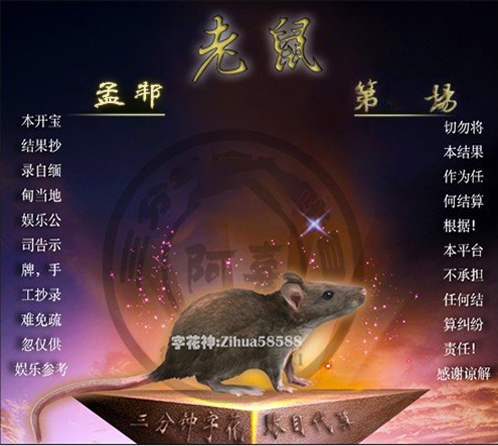 老鼠
孟邦
第 场
本开宝
结果抄
录自缅
甸当地
娱乐公
司告示
牌，手
工抄录
难免疏
忽仅供
娱乐参考
切勿将
本结果
作为任
何结算
根据！
本平台
不承担
任何结
算纠纷
责任！
感谢谅解
字花神:Zihua58588
三分钟字花 账目代算